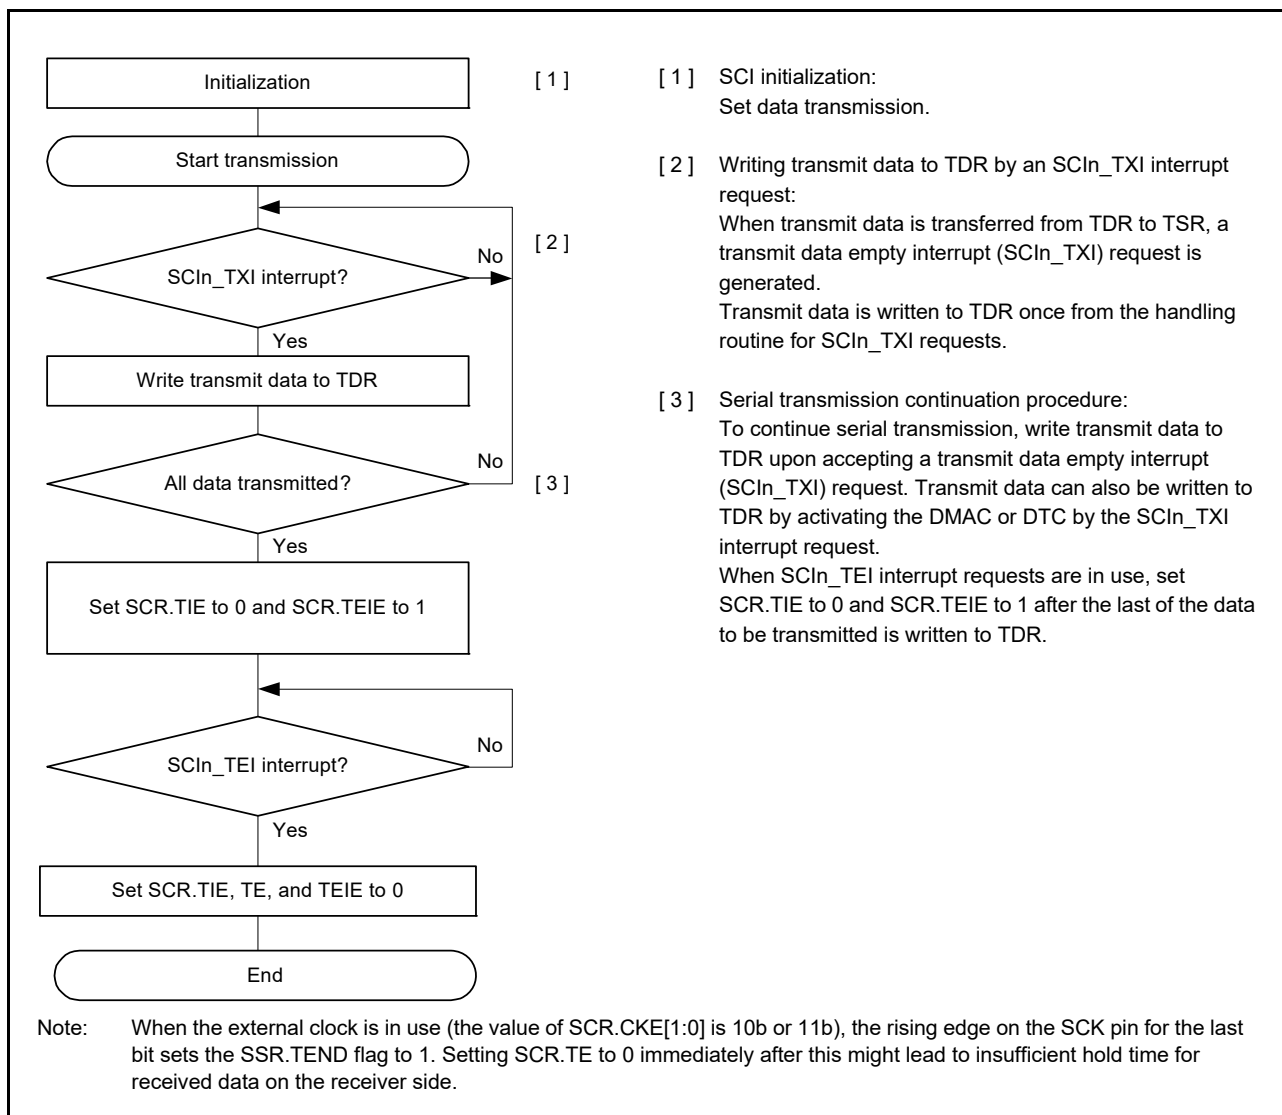 Initialization
[ 1 ]
Start transmission
[ 2 ]
No
SCIn_TXI interrupt?
Yes
Write transmit data to TDR
No
All data transmitted?
[ 3 ]
Yes
Set SCR.TIE to 0 and SCR.TEIE to 1
No
SCIn_TEI interrupt?
Yes
Set SCR.TIE, TE, and TEIE to 0
End
[ 1 ] SCI initialization:
Set data transmission.
[ 2 ] Writing transmit data to TDR by an SCIn_TXI interrupt
request:
When transmit data is transferred from TDR to TSR, a
transmit data empty interrupt (SCIn_TXI) request is
generated.
Transmit data is written to TDR once from the handling
routine for SCIn_TXI requests.
[ 3 ] Serial transmission continuation procedure:
To continue serial transmission, write transmit data to
TDR upon accepting a transmit data empty interrupt
(SCIn_TXI) request. Transmit data can also be written to
TDR by activating the DMAC or DTC by the SCIn_TXI
interrupt request.
When SCIn_TEI interrupt requests are in use, set
SCR.TIE to 0 and SCR.TEIE to 1 after the last of the data
to be transmitted is written to TDR.
Note: When the external clock is in use (the value of SCR.CKE[1:0] is 10b or 11b), the rising edge on the SCK pin for the last
bit sets the SSR.TEND flag to 1. Setting SCR.TE to 0 immediately after this might lead to insufficient hold time for
received data on the receiver side.